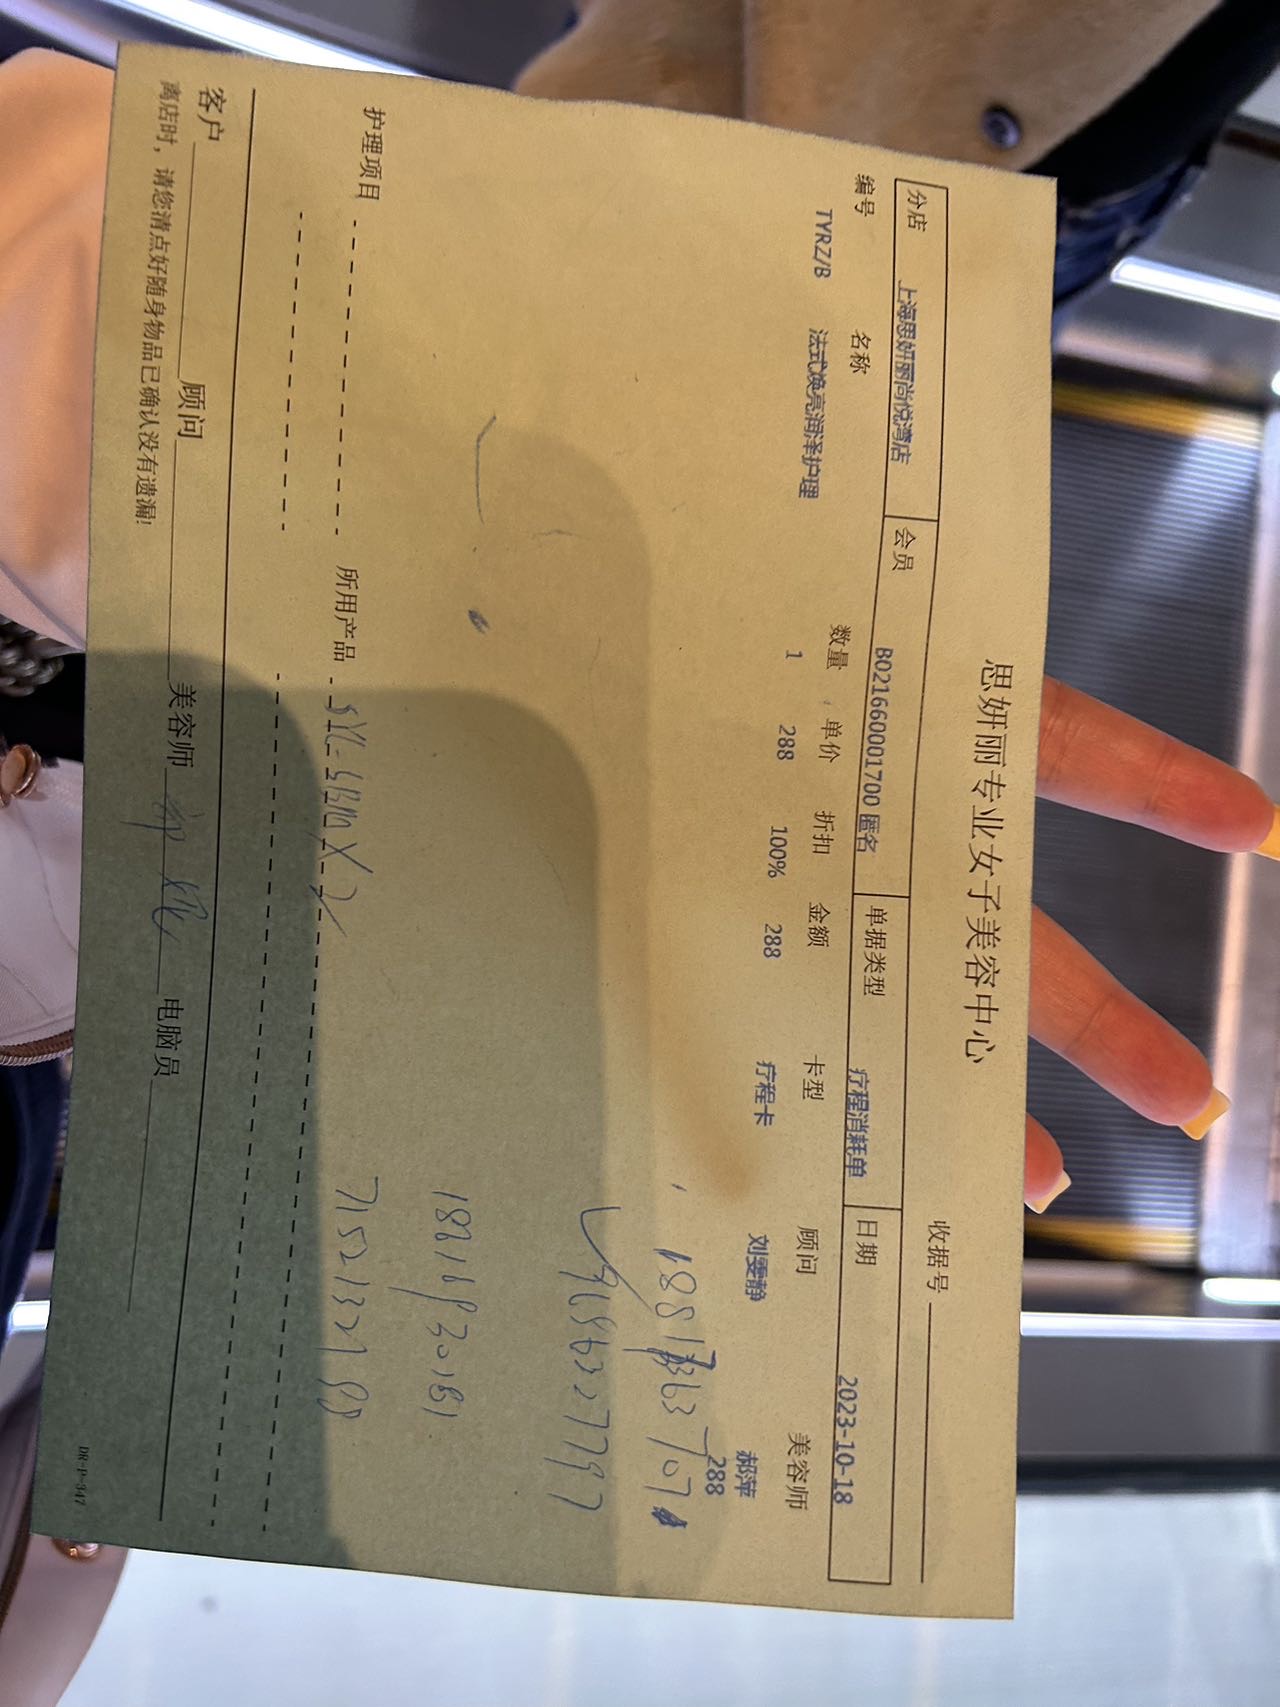 思妍丽专业女子美容中心
收据号
分店 上海思妍丽尚悦湾店 会员 B021660001700 匿名 单据类型 疗程消耗单 日期 2023-10-18
编号 名称 数量 单价 折扣 金额 卡型 顾问 美容师
TYRZ/B 法式焕亮润泽护理 1 288 100% 288 疗程卡 刘雯静 郝萍
288
护理项目 所用产品
客户 顾问 美容师 电脑员
离店时，请您清点好随身物品已确认没有遗漏!
DR-P-347